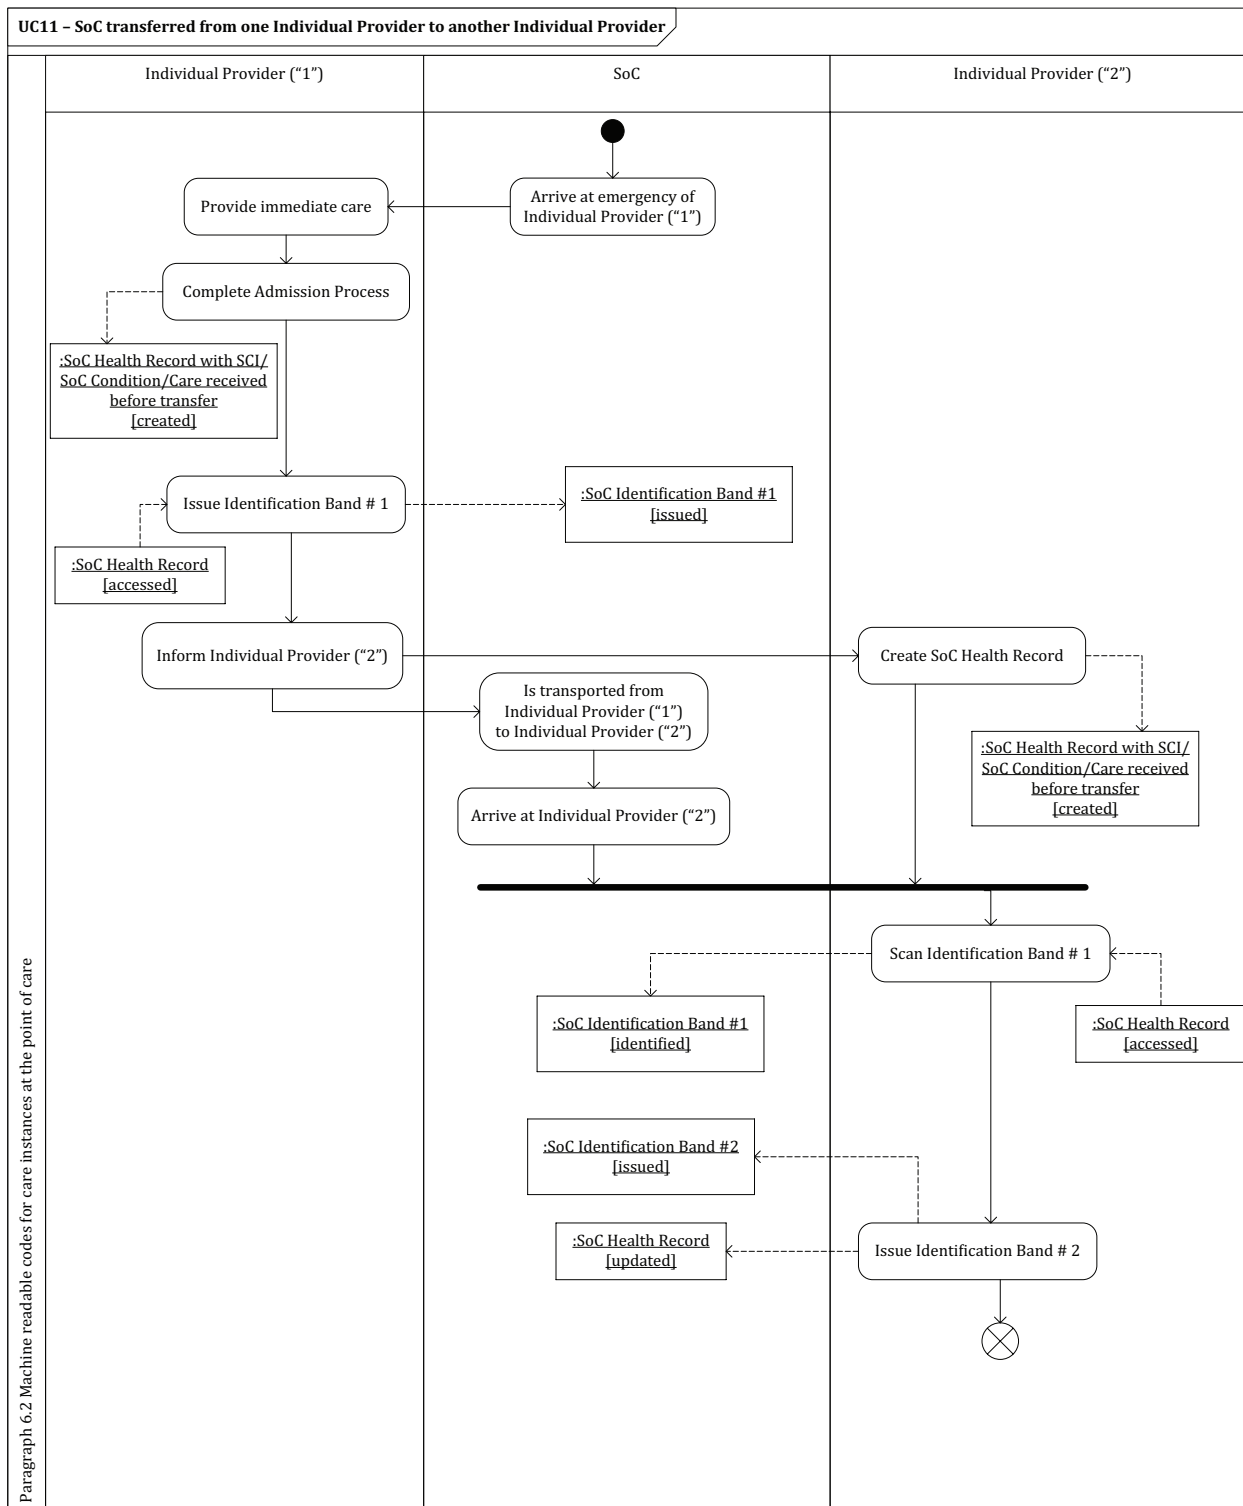 UC11 – SoC transferred from one Individual Provider to another Individual Provider
Individual Provider (“1”)
SoC
Individual Provider (“2”)
Arrive at emergency of
Individual Provider (“1”)
Provide immediate care
Complete Admission Process
:SoC Health Record with SCI/
SoC Condition/Care received
before transfer
[created]
Issue Identification Band # 1
:SoC Identification Band #1
[issued]
:SoC Health Record
[accessed]
Inform Individual Provider (“2”)
Create SoC Health Record
Is transported from
Individual Provider (“1”)
to Individual Provider (“2”)
:SoC Health Record with SCI/
SoC Condition/Care received
before transfer
[created]
Arrive at Individual Provider (“2”)
Scan Identification Band # 1
:SoC Identification Band #1
[identified]
:SoC Health Record
[accessed]
:SoC Identification Band #2
[issued]
Issue Identification Band # 2
:SoC Health Record
[updated]
Paragraph 6.2 Machine readable codes for care instances at the point of care